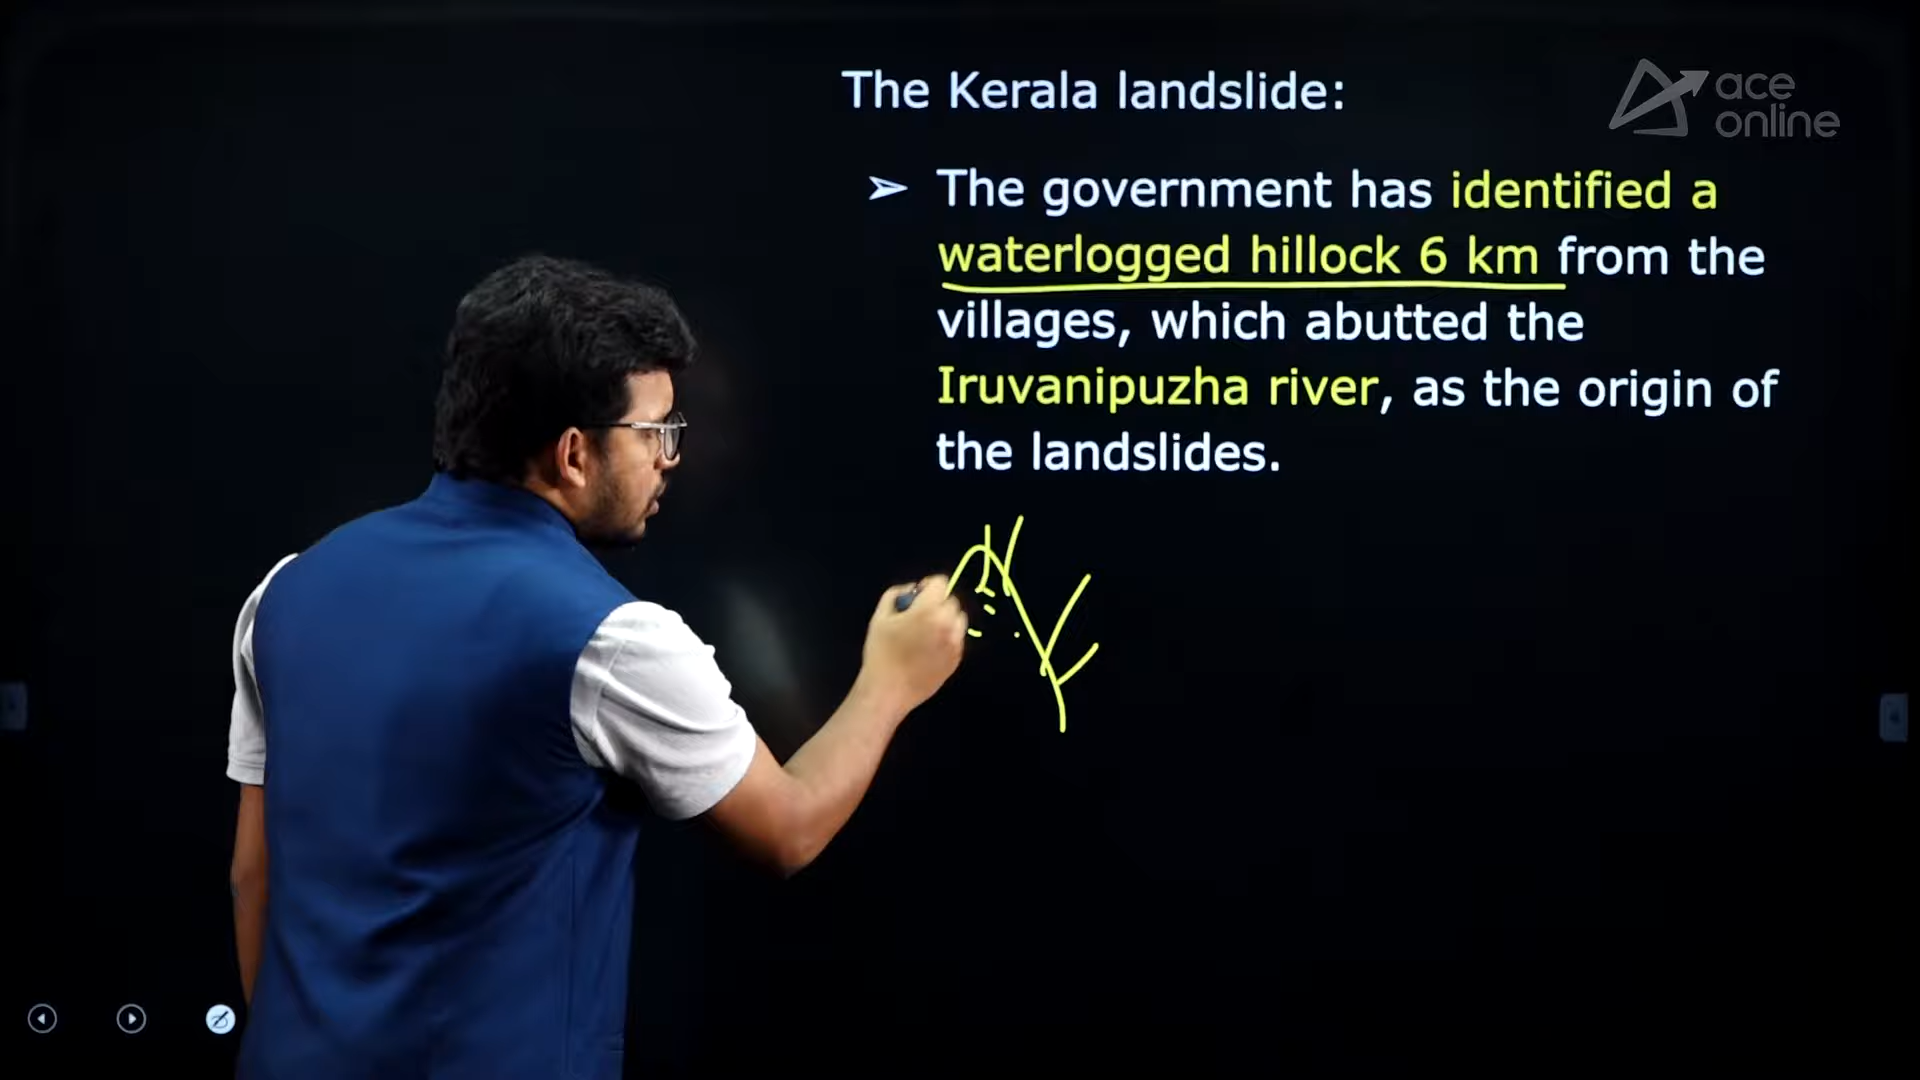 ace
online
The Kerala landslide:
➢ The government has identified a
waterlogged hillock 6 km from the
villages, which abutted the
Iruvanipuzha river, as the origin of
the landslides.